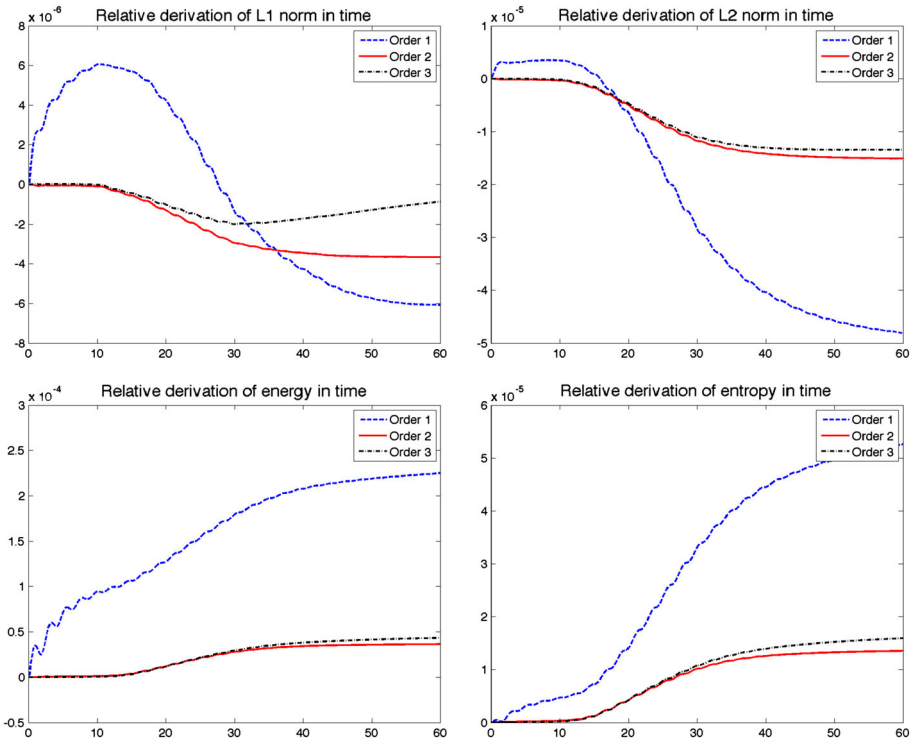 Relative derivation of L1 norm in time
x 10⁻⁶
8
6
4
2
0
-2
-4
-6
-8
0 10 20 30 40 50 60
Order 1
Order 2
Order 3
Relative derivation of L2 norm in time
x 10⁻⁵
1
0
-1
-2
-3
-4
-5
0 10 20 30 40 50 60
Order 1
Order 2
Order 3
Relative derivation of energy in time
x 10⁻⁴
3
2.5
2
1.5
1
0.5
0
-0.5
0 10 20 30 40 50 60
Order 1
Order 2
Order 3
Relative derivation of entropy in time
x 10⁻⁵
6
5
4
3
2
1
0
0 10 20 30 40 50 60
Order 1
Order 2
Order 3